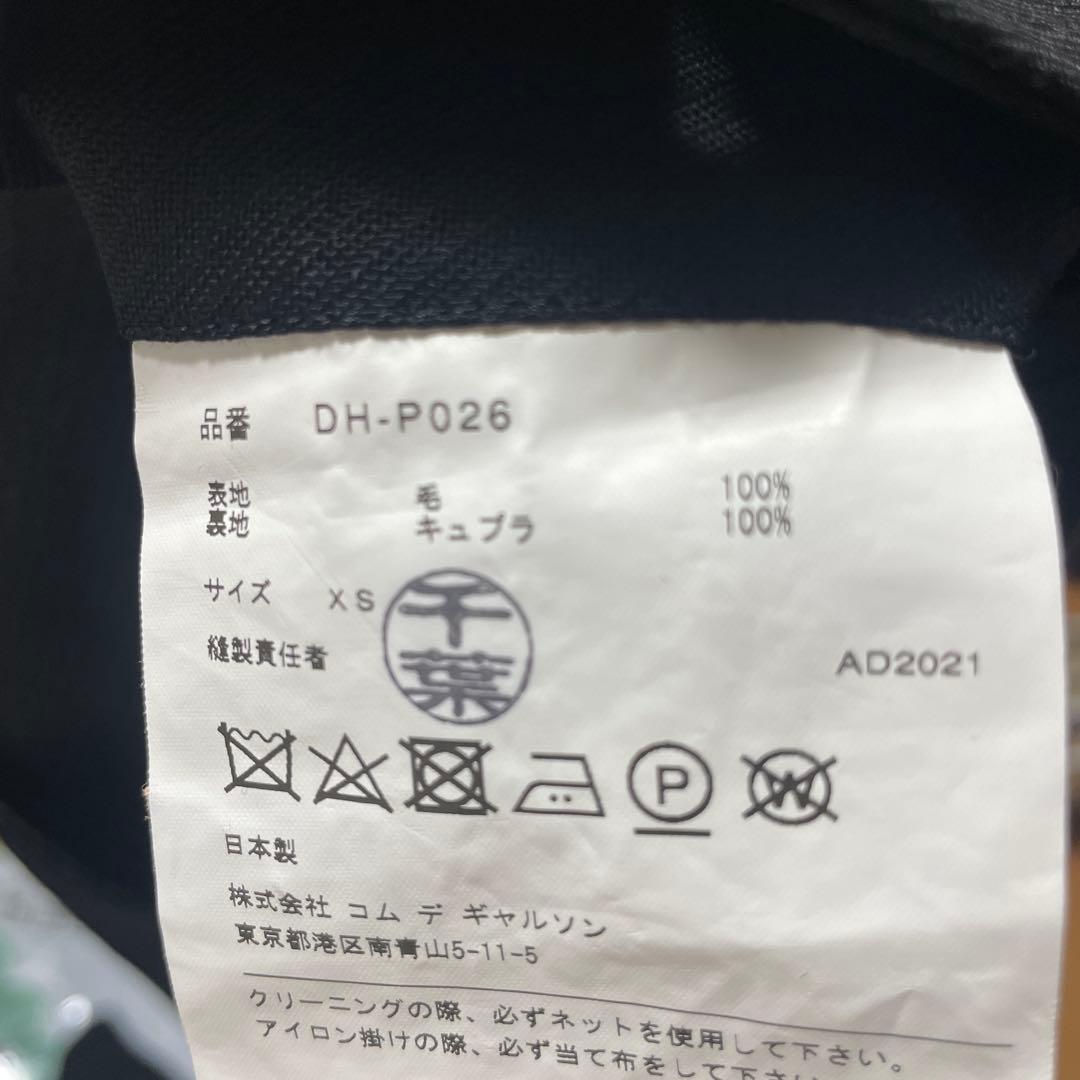 品番 DH-P026
表地 毛 100%
裏地 キュプラ 100%
サイズ XS
千葉
縫製責任者 AD2021
P W
日本製
株式会社 コム デ ギャルソン
東京都港区南青山5-11-5
クリーニングの際、必ずネットを使用して下さい。
アイロン掛けの際、必ず当て布をして下さい。